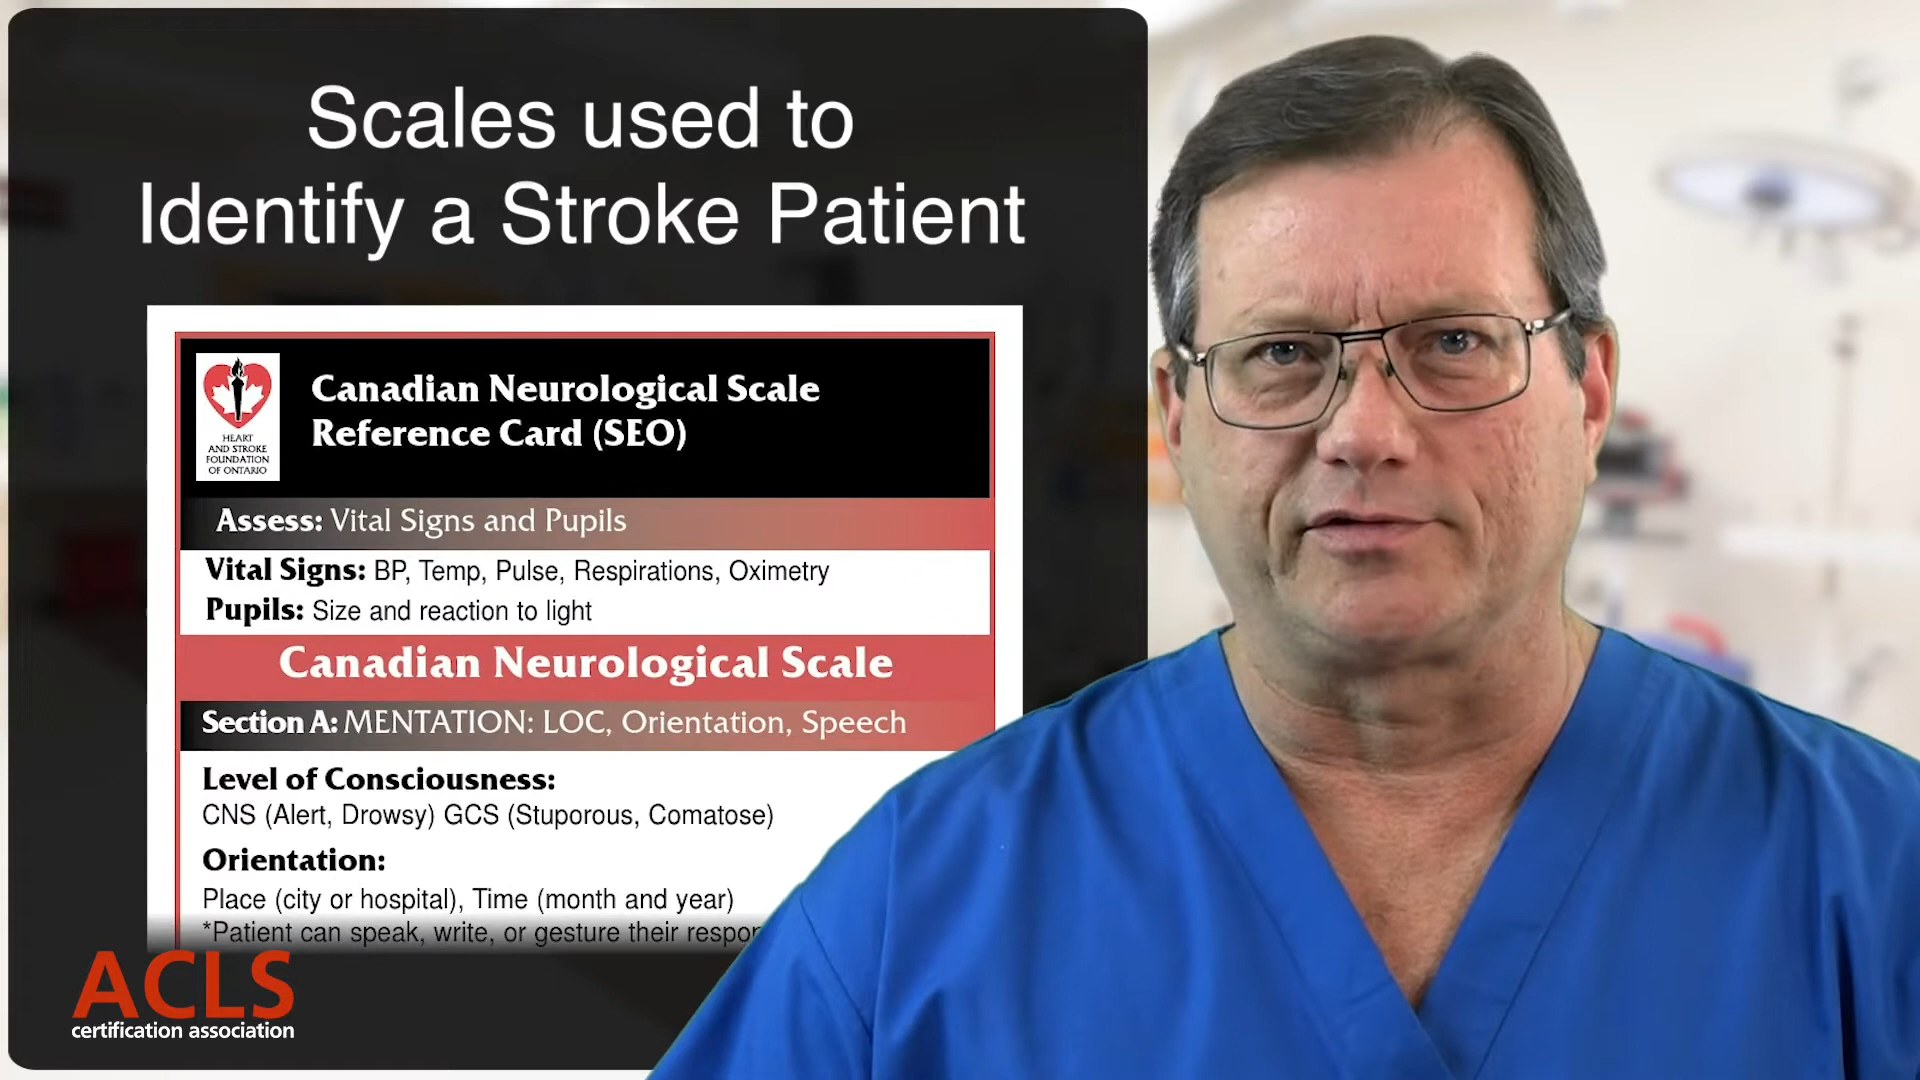 Scales used to
Identify a Stroke Patient
HEART
AND STROKE
FOUNDATION
OF ONTARIO
Canadian Neurological Scale
Reference Card (SEO)
Assess: Vital Signs and Pupils
Vital Signs: BP, Temp, Pulse, Respirations, Oximetry
Pupils: Size and reaction to light
Canadian Neurological Scale
Section A: MENTATION: LOC, Orientation, Speech
Level of Consciousness:
CNS (Alert, Drowsy) GCS (Stuporous, Comatose)
Orientation:
Place (city or hospital), Time (month and year)
*Patient can speak, write, or gesture their
ACLS
certification association